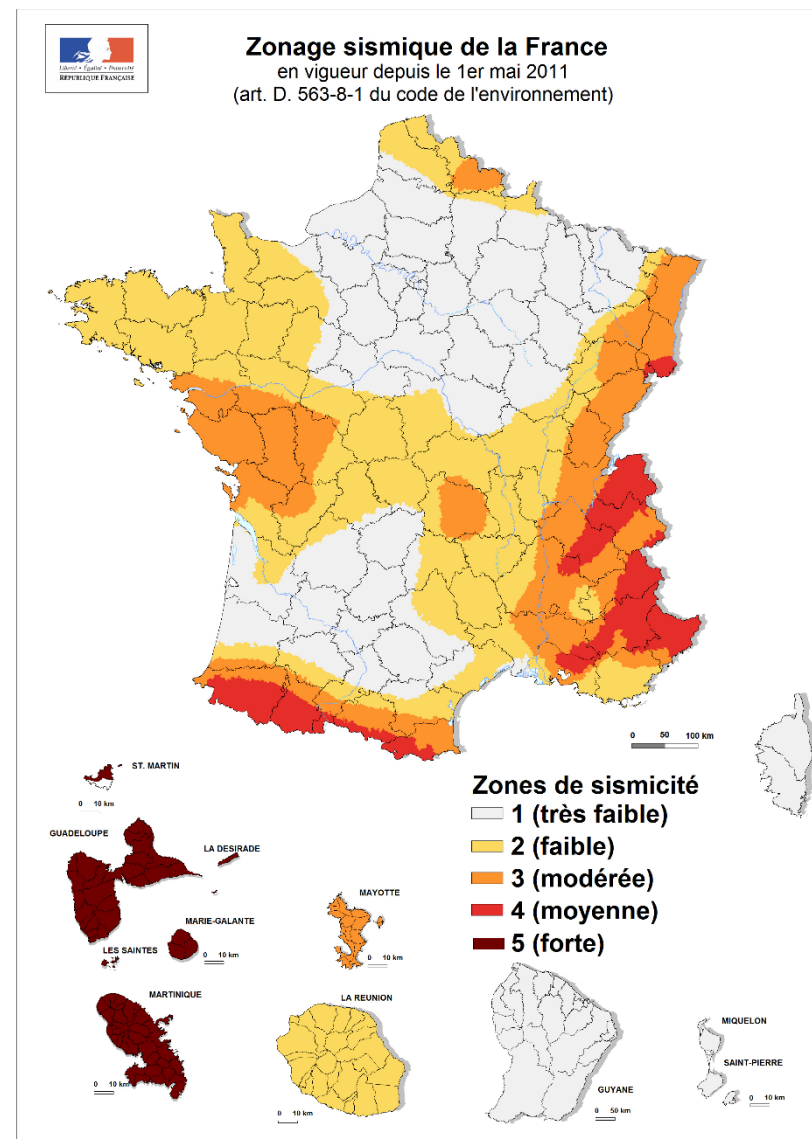 Liberté • Égalité • Fraternité
RÉPUBLIQUE FRANÇAISE
Zonage sismique de la France
en vigueur depuis le 1er mai 2011
(art. D. 563-8-1 du code de l'environnement)
0 50 100 km
Zones de sismicité
1 (très faible)
2 (faible)
3 (modérée)
4 (moyenne)
5 (forte)
ST. MARTIN
0 10 km
GUADELOUPE
LA DESIRADE
MARIE-GALANTE
LES SAINTES
0 10 km
MAYOTTE
0 10 km
MARTINIQUE
0 10 km
LA REUNION
0 10 km
GUYANE
0 50 km
MIQUELON
SAINT-PIERRE
0 10 km